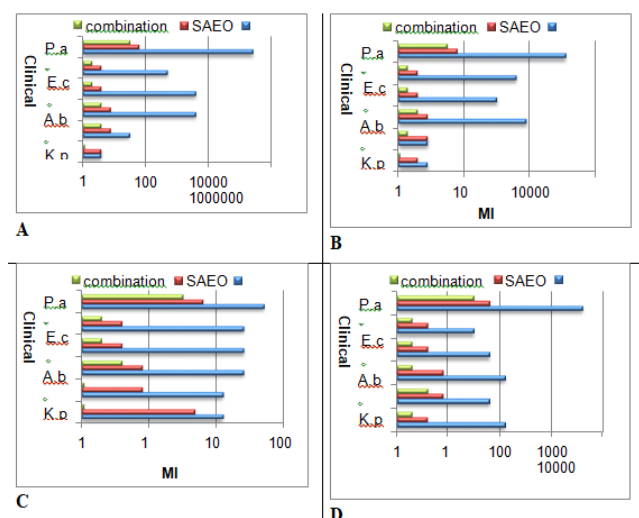 combination SAEO
Clinical
P.a
E.c
A.b
K.p
1 100 10000
1000000
A
combination SAEO
Clinical
P.a
E.c
A.b
K.p
1 10 10000
MI
B
combination SAEO
Clinical
P.a
E.c
A.b
K.p
1 1 10 100
MI
C
combination SAEO
Clinical
P.a
E.c
A.b
K.p
1 1 100 1000
10000
D